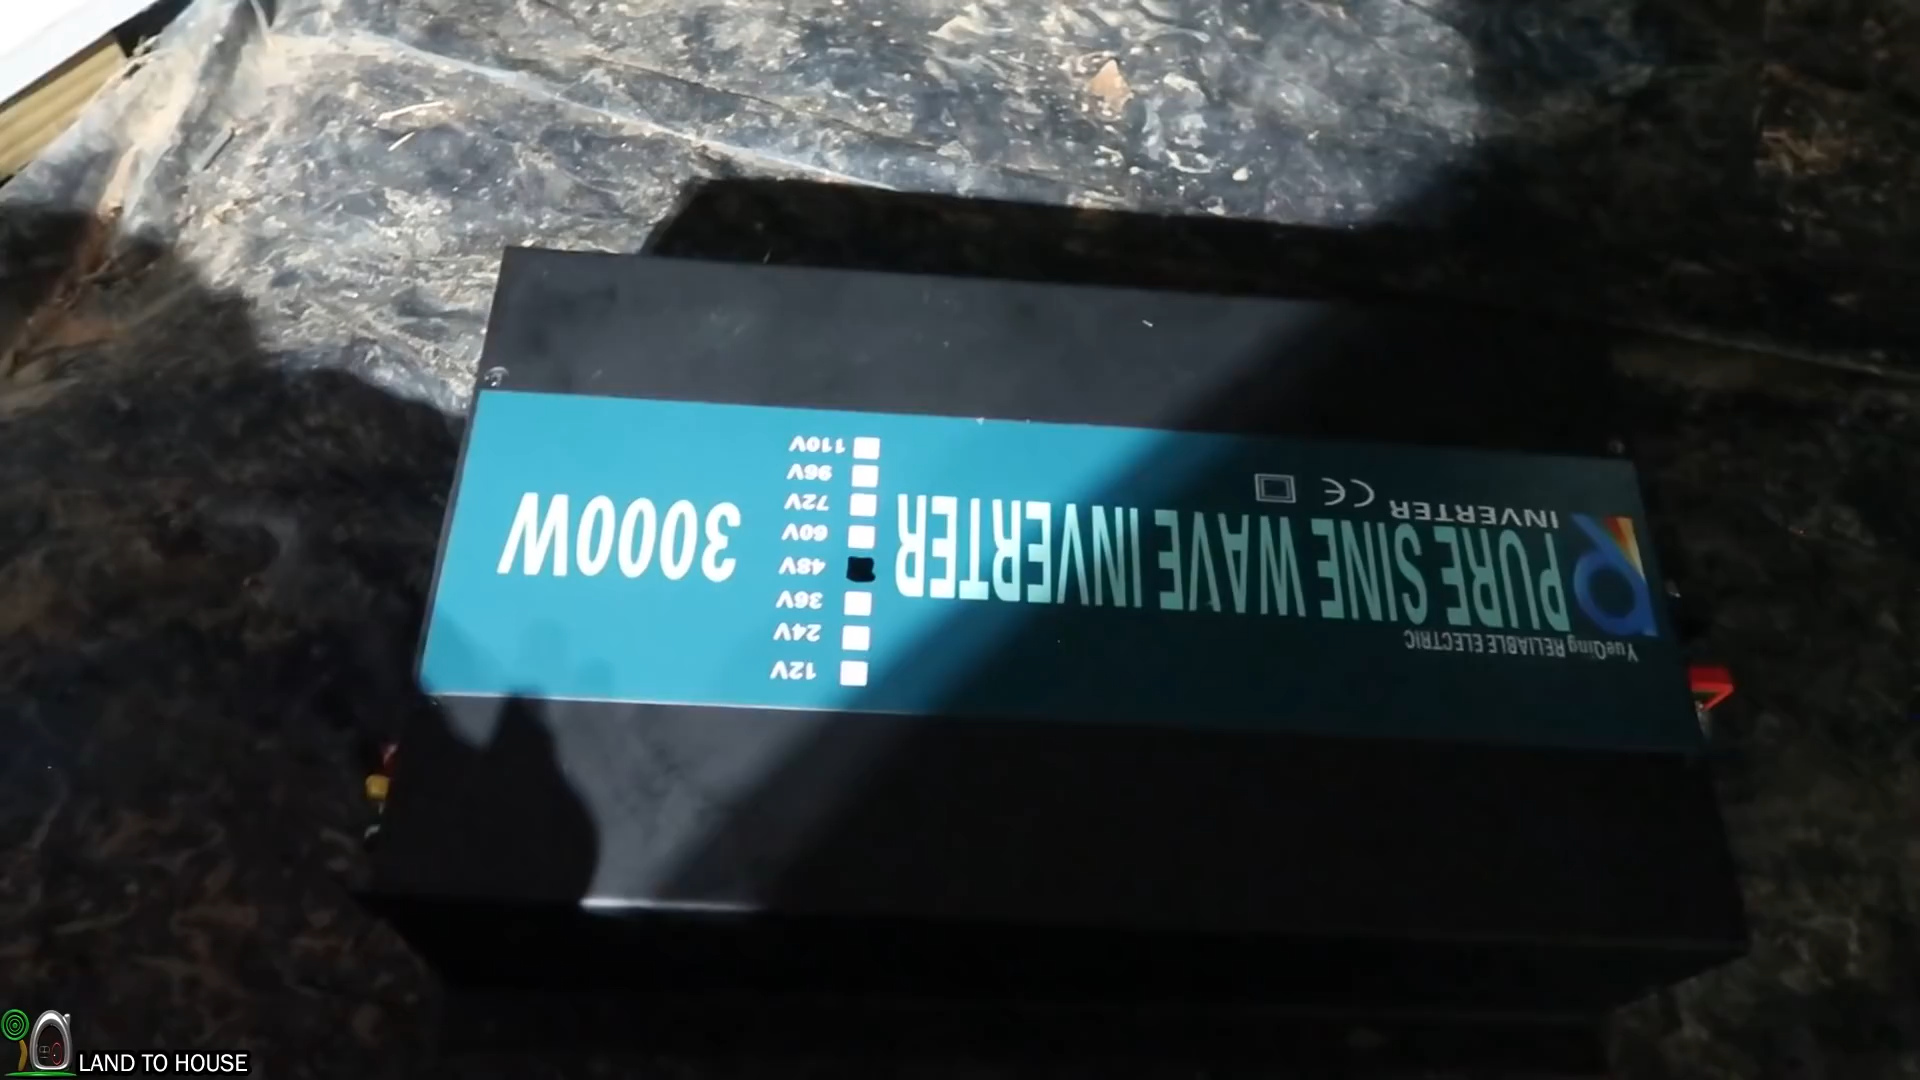 YueQing RELIABLE ELECTRIC
PURE SINE WAVE INVERTER
INVERTER CE
12V
24V
36V
48V
60V
72V
96V
110V
3000W
LAND TO HOUSE